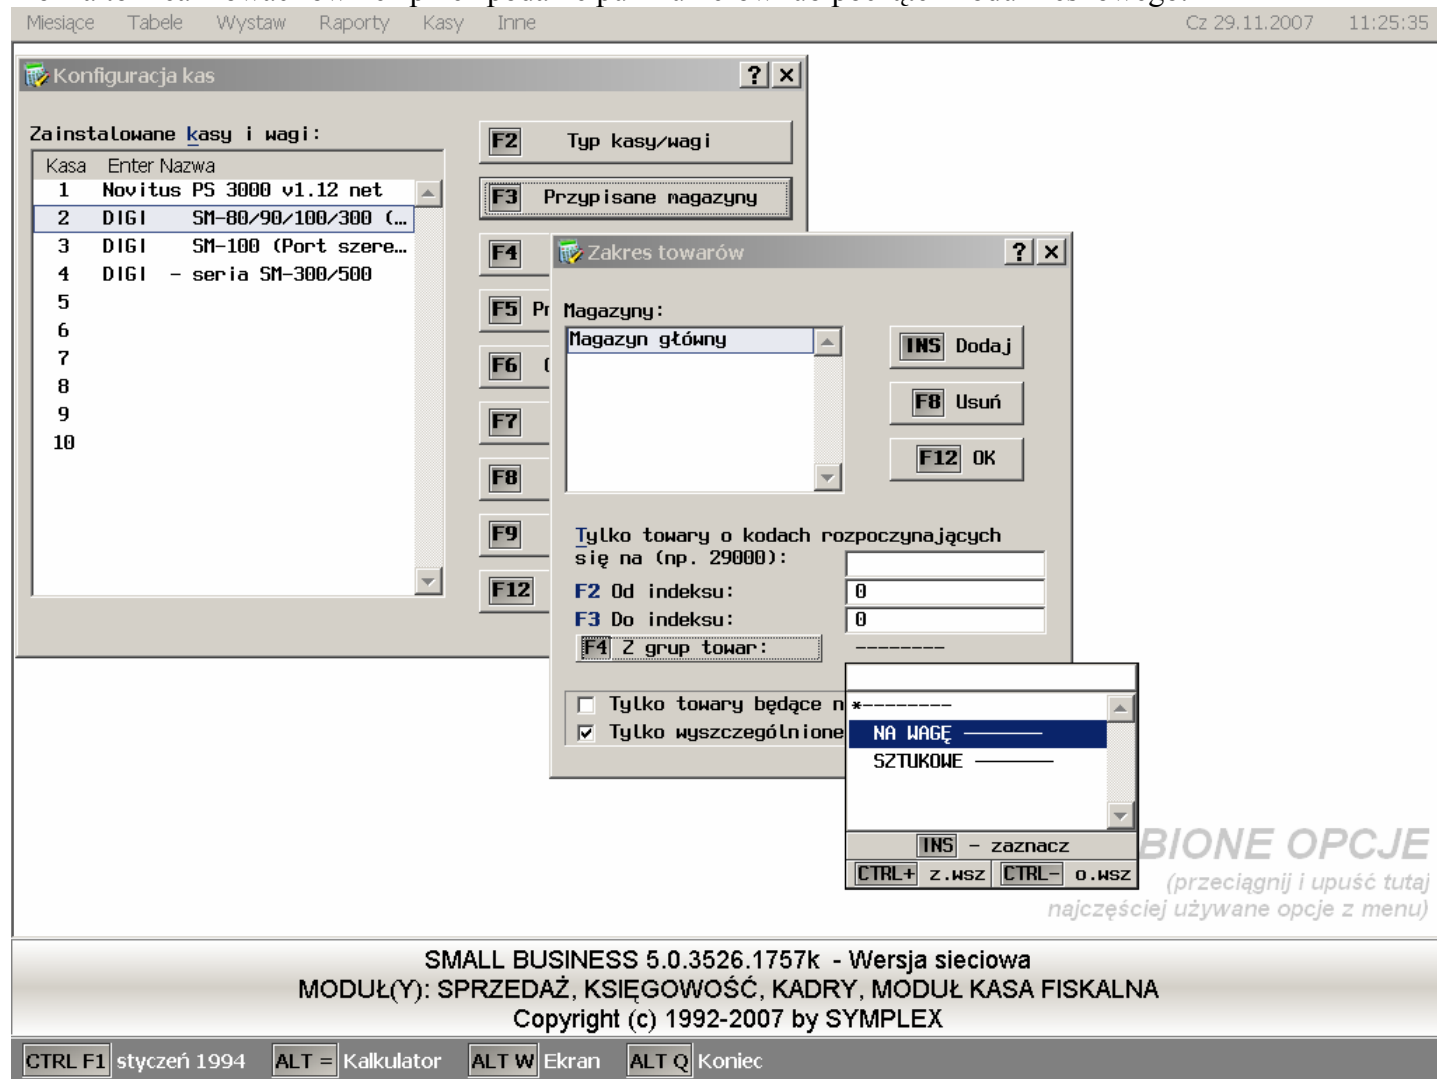 Miesiące Tabele Wystaw Raporty Kasy Inne Cz 29.11.2007 11:25:35
Konfiguracja kas ? ×
Zainstalowane kasy i wagi:
Kasa Enter Nazwa
1 Novitus PS 3000 v1.12 net
2 DIGI SM-80/90/100/300 (...
3 DIGI SM-100 (Port szere...
4 DIGI - seria SM-300/500
5
6
7
8
9
10
F2 Typ kasy/wagi
F3 Przypisane magazyny
F4
F5 Pr
F6
F7
F8
F9
F12
Zakres towarów ? ×
Magazyny:
Magazyn główny
INS Dodaj
F8 Usuń
F12 OK
Tylko towary o kodach rozpoczynających
się na (np. 29000):
F2 Od indeksu: 0
F3 Do indeksu: 0
F4 Z grup towar: --------
Tylko towary będące n
Tylko wyszczególnione
*--------
NA WAGĘ ————
SZTUKOWE ————
INS - zaznacz
CTRL+ z.wsz CTRL- o.wsz
BIONE OPCJE
(przeciągnij i upuść tutaj
najczęściej używane opcje z menu)
SMALL BUSINESS 5.0.3526.1757k - Wersja sieciowa
MODUŁ(Y): SPRZEDAŻ, KSIĘGOWOŚĆ, KADRY, MODUŁ KASA FISKALNA
Copyright (c) 1992-2007 by SYMPLEX
CTRL F1 styczeń 1994 ALT = Kalkulator ALT W Ekran ALT Q Koniec